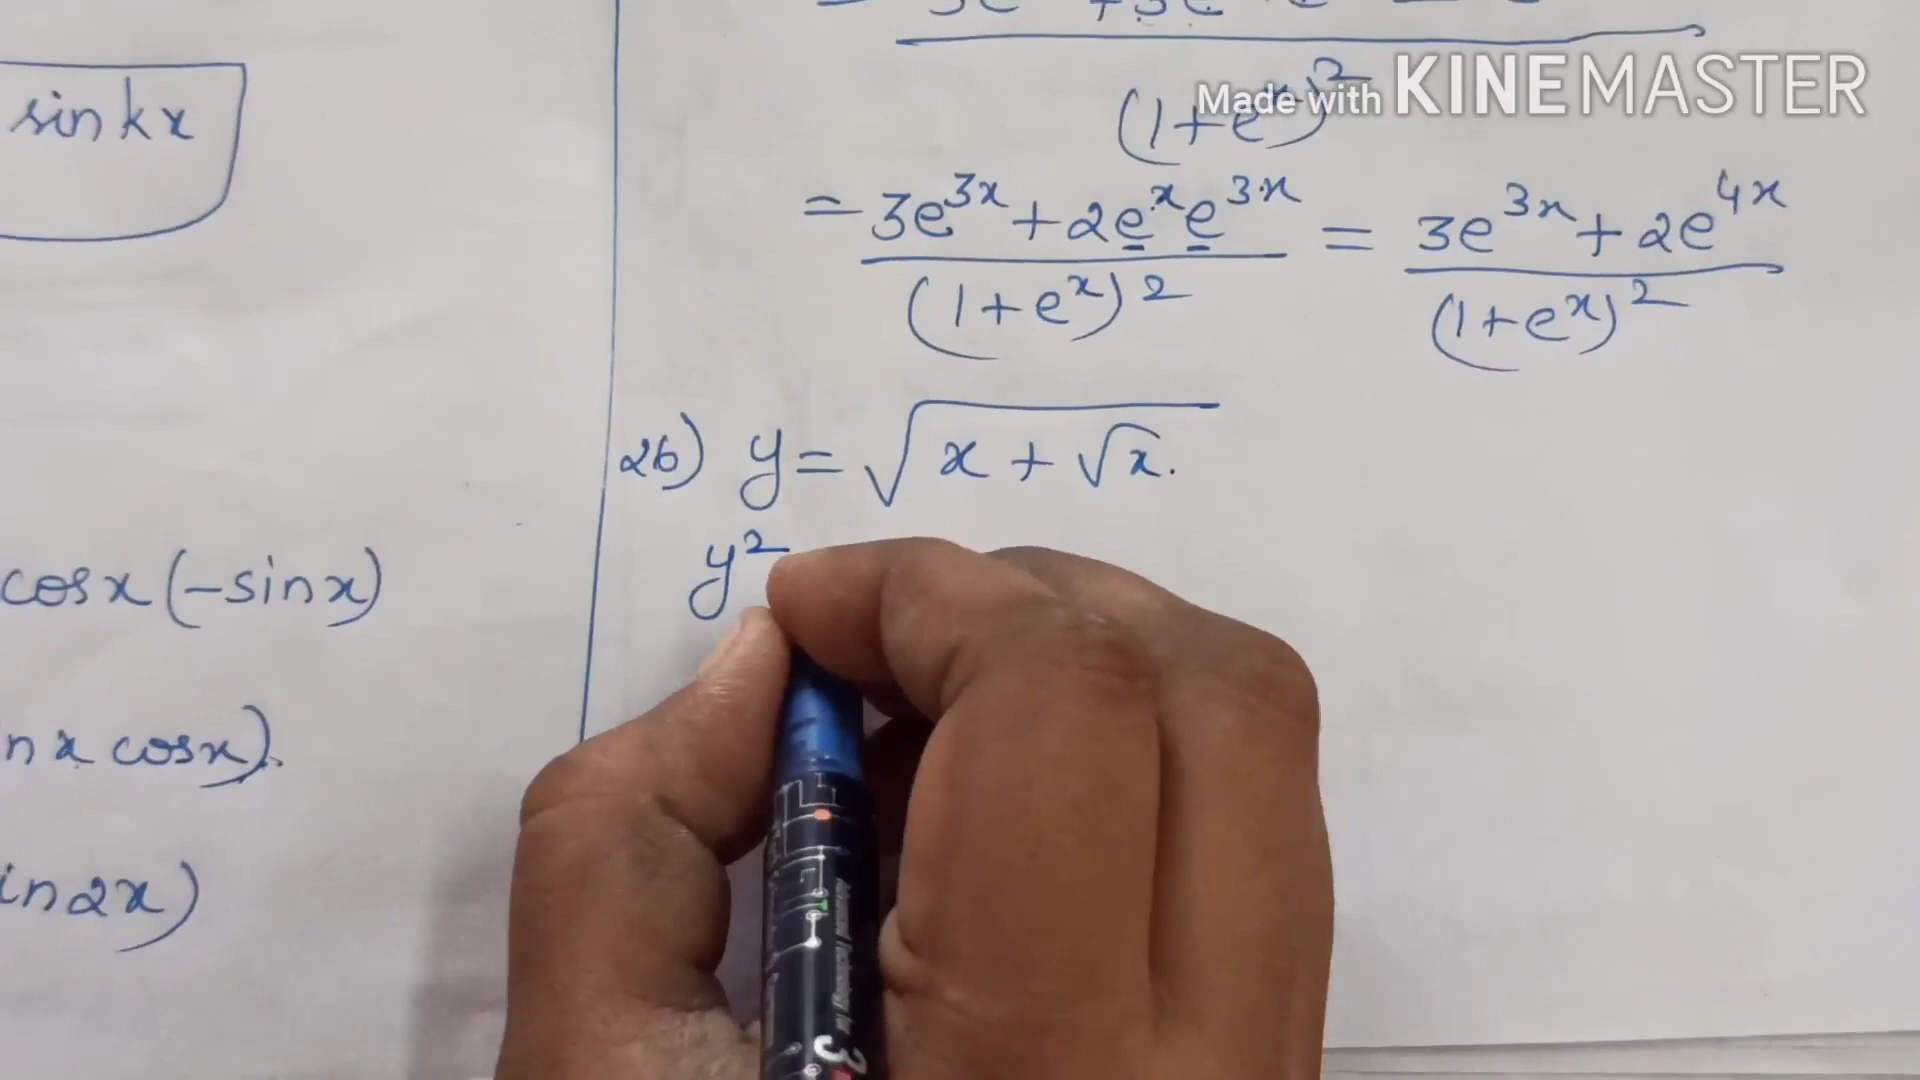 sin kx
cos x (-sin x)
x cos x).
in 2x)
(1+e^x)^2
= 3e^{3x} + 2e^x e^{3x} / (1+e^x)^2 = 3e^{3x} + 2e^{4x} / (1+e^x)^2
26) y = √(x + √x).
y^2
Made with KINEMASTER